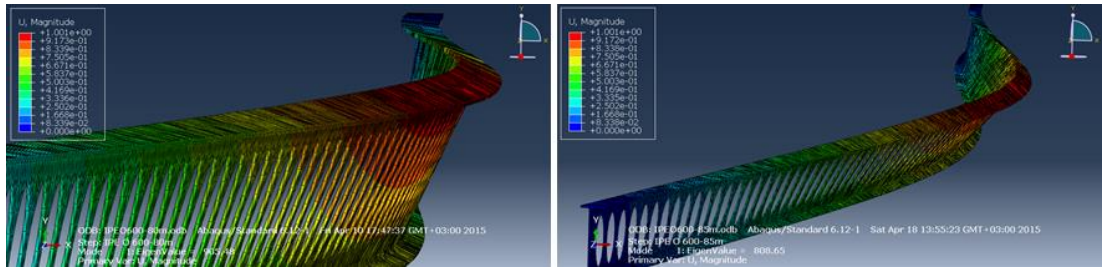 U, Magnitude
+1.001e+00
+9.173e-01
+8.339e-01
+7.505e-01
+6.671e-01
+5.837e-01
+5.003e-01
+4.169e-01
+3.336e-01
+2.502e-01
+1.668e-01
+8.339e-02
+0.000e+00
Y
X
Y
Z
X
ODB: IPEO600-80m.odb Abaqus/Standard 6.12-1 Fri Apr 10 17:47:37 GMT+03:00 2015
Step: IPE O 600-80m
Mode 1: EigenValue =
Primary Var: U, Magnitude
U, Magnitude
+1.001e+00
+9.172e-01
+8.339e-01
+7.505e-01
+6.671e-01
+5.837e-01
+5.003e-01
+4.169e-01
+3.335e-01
+2.501e-01
+1.668e-01
+8.338e-02
+0.000e+00
Y
X
Y
Z
X
ODB: IPEO600-85m.odb Abaqus/Standard 6.12-1 Sat Apr 18 13:55:23 GMT+03:00 2015
Step: IPE O 600-85m
Mode 1: EigenValue = 808.65
Primary Var: U, Magnitude